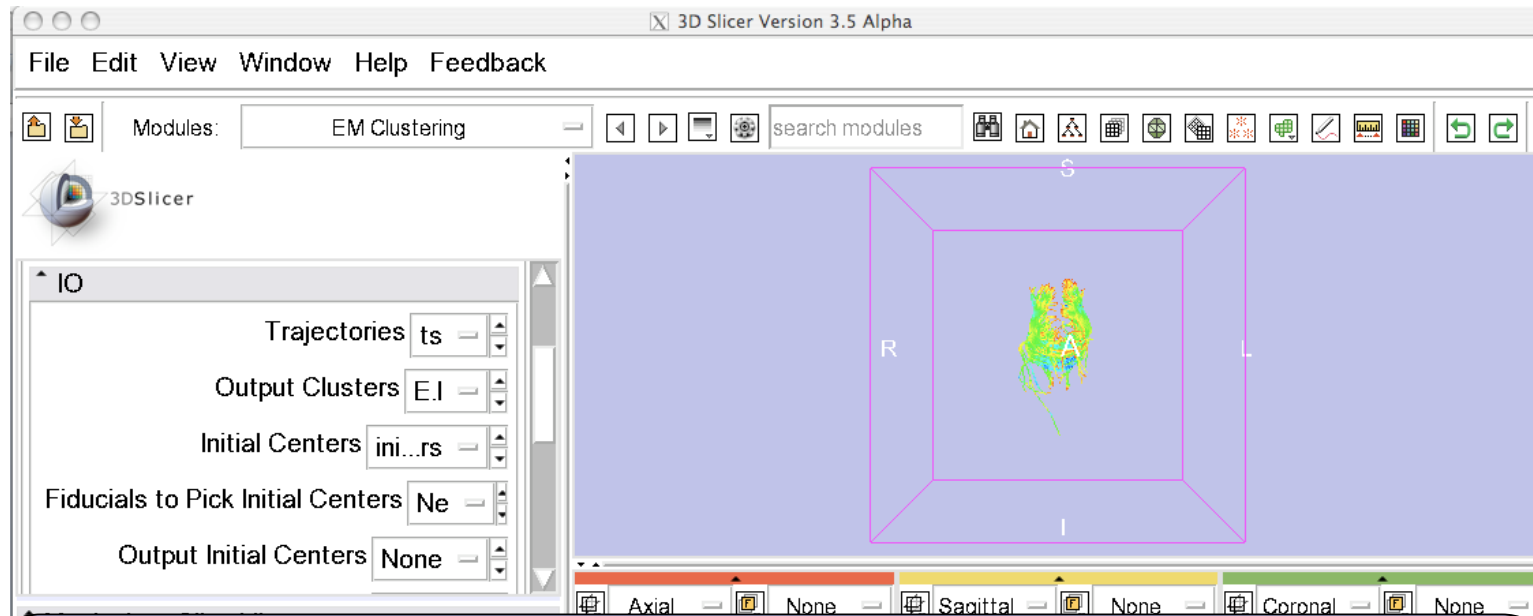 3D Slicer Version 3.5 Alpha
File Edit View Window Help Feedback
Modules: EM Clustering search modules
3DSlicer
S
R A L
I
IO
Trajectories ts
Output Clusters E.I
Initial Centers ini...rs
Fiducials to Pick Initial Centers Ne
Output Initial Centers None
Axial F None Sagittal F None Coronal F None